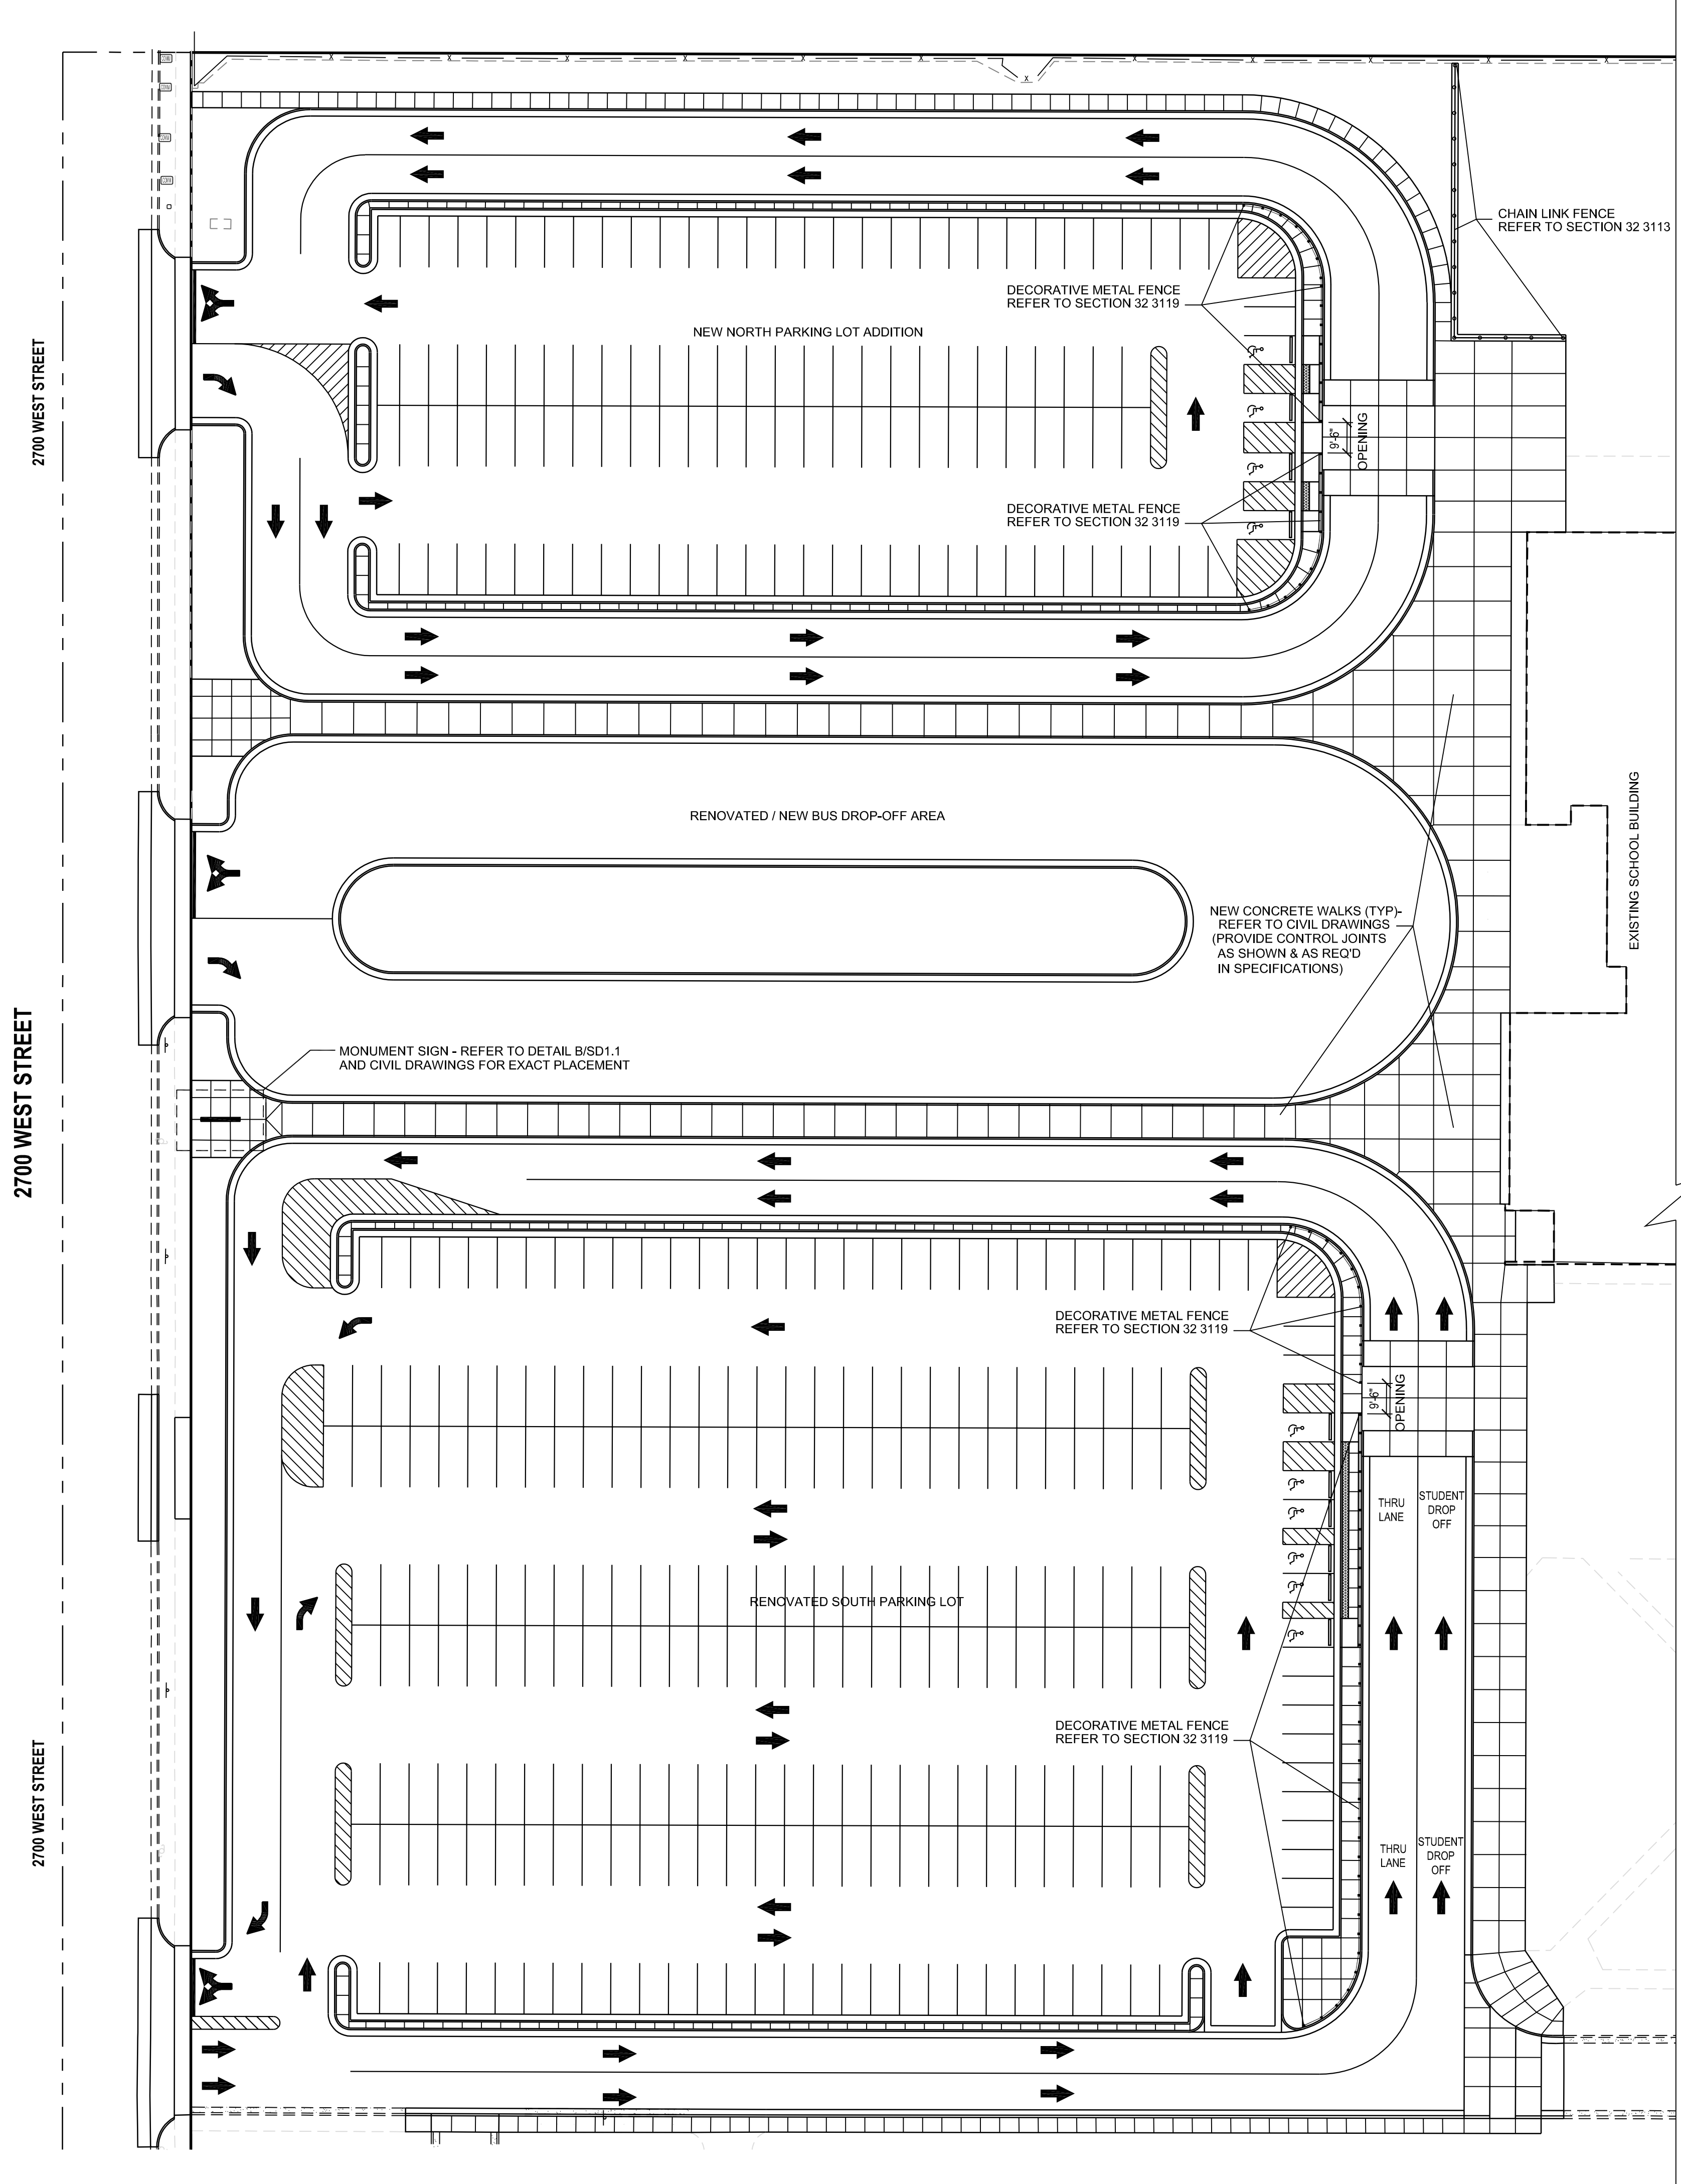 CHAIN LINK FENCE
REFER TO SECTION 32 3113
DECORATIVE METAL FENCE
REFER TO SECTION 32 3119
NEW NORTH PARKING LOT ADDITION
2700 WEST STREET
9'-6"
OPENING
DECORATIVE METAL FENCE
REFER TO SECTION 32 3119
RENOVATED / NEW BUS DROP-OFF AREA
EXISTING SCHOOL BUILDING
NEW CONCRETE WALKS (TYP)-
REFER TO CIVIL DRAWINGS
(PROVIDE CONTROL JOINTS
AS SHOWN & AS REQ'D
IN SPECIFICATIONS)
MONUMENT SIGN - REFER TO DETAIL B/SD1.1
AND CIVIL DRAWINGS FOR EXACT PLACEMENT
2700 WEST STREET
DECORATIVE METAL FENCE
REFER TO SECTION 32 3119
9'-6"
OPENING
THRU
LANE
STUDENT
DROP
OFF
RENOVATED SOUTH PARKING LOT
DECORATIVE METAL FENCE
REFER TO SECTION 32 3119
2700 WEST STREET
THRU
LANE
STUDENT
DROP
OFF